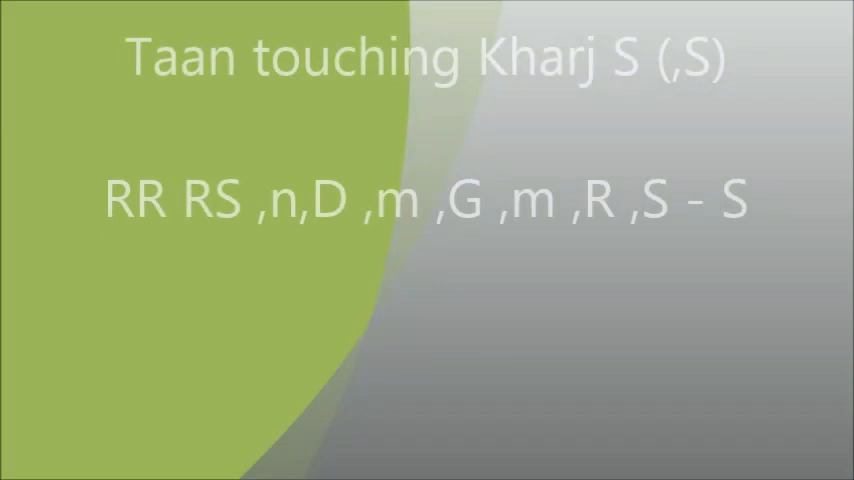 Taan touching Kharj S (,S)
RR RS ,n,D ,m ,G ,m ,R ,S - S